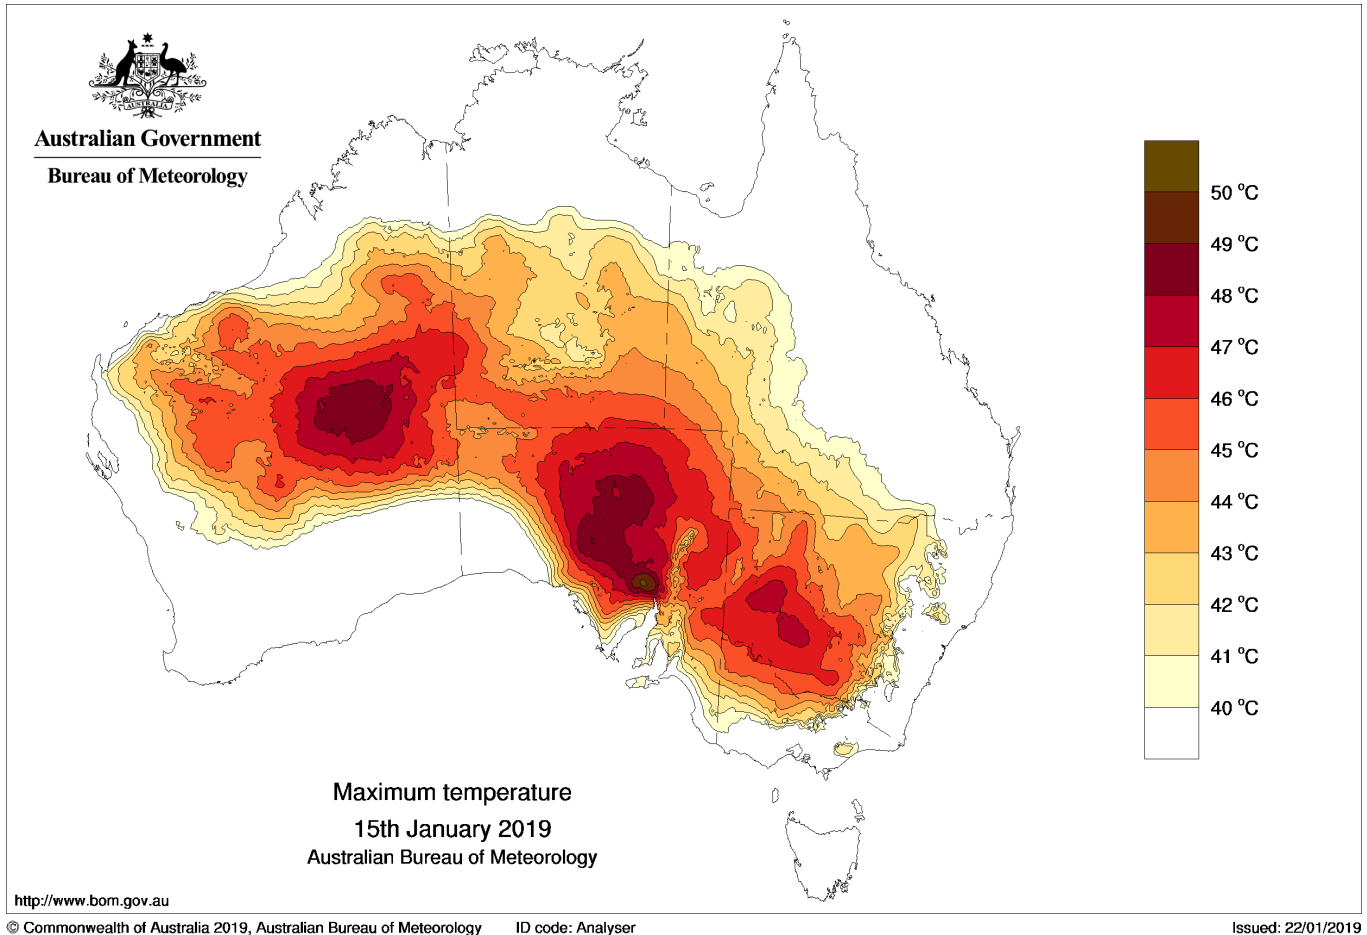 AUSTRALIA
Australian Government
Bureau of Meteorology
50 °C
49 °C
48 °C
47 °C
46 °C
45 °C
44 °C
43 °C
42 °C
41 °C
40 °C
Maximum temperature
15th January 2019
Australian Bureau of Meteorology
http://www.bom.gov.au
© Commonwealth of Australia 2019, Australian Bureau of Meteorology ID code: Analyser Issued: 22/01/2019